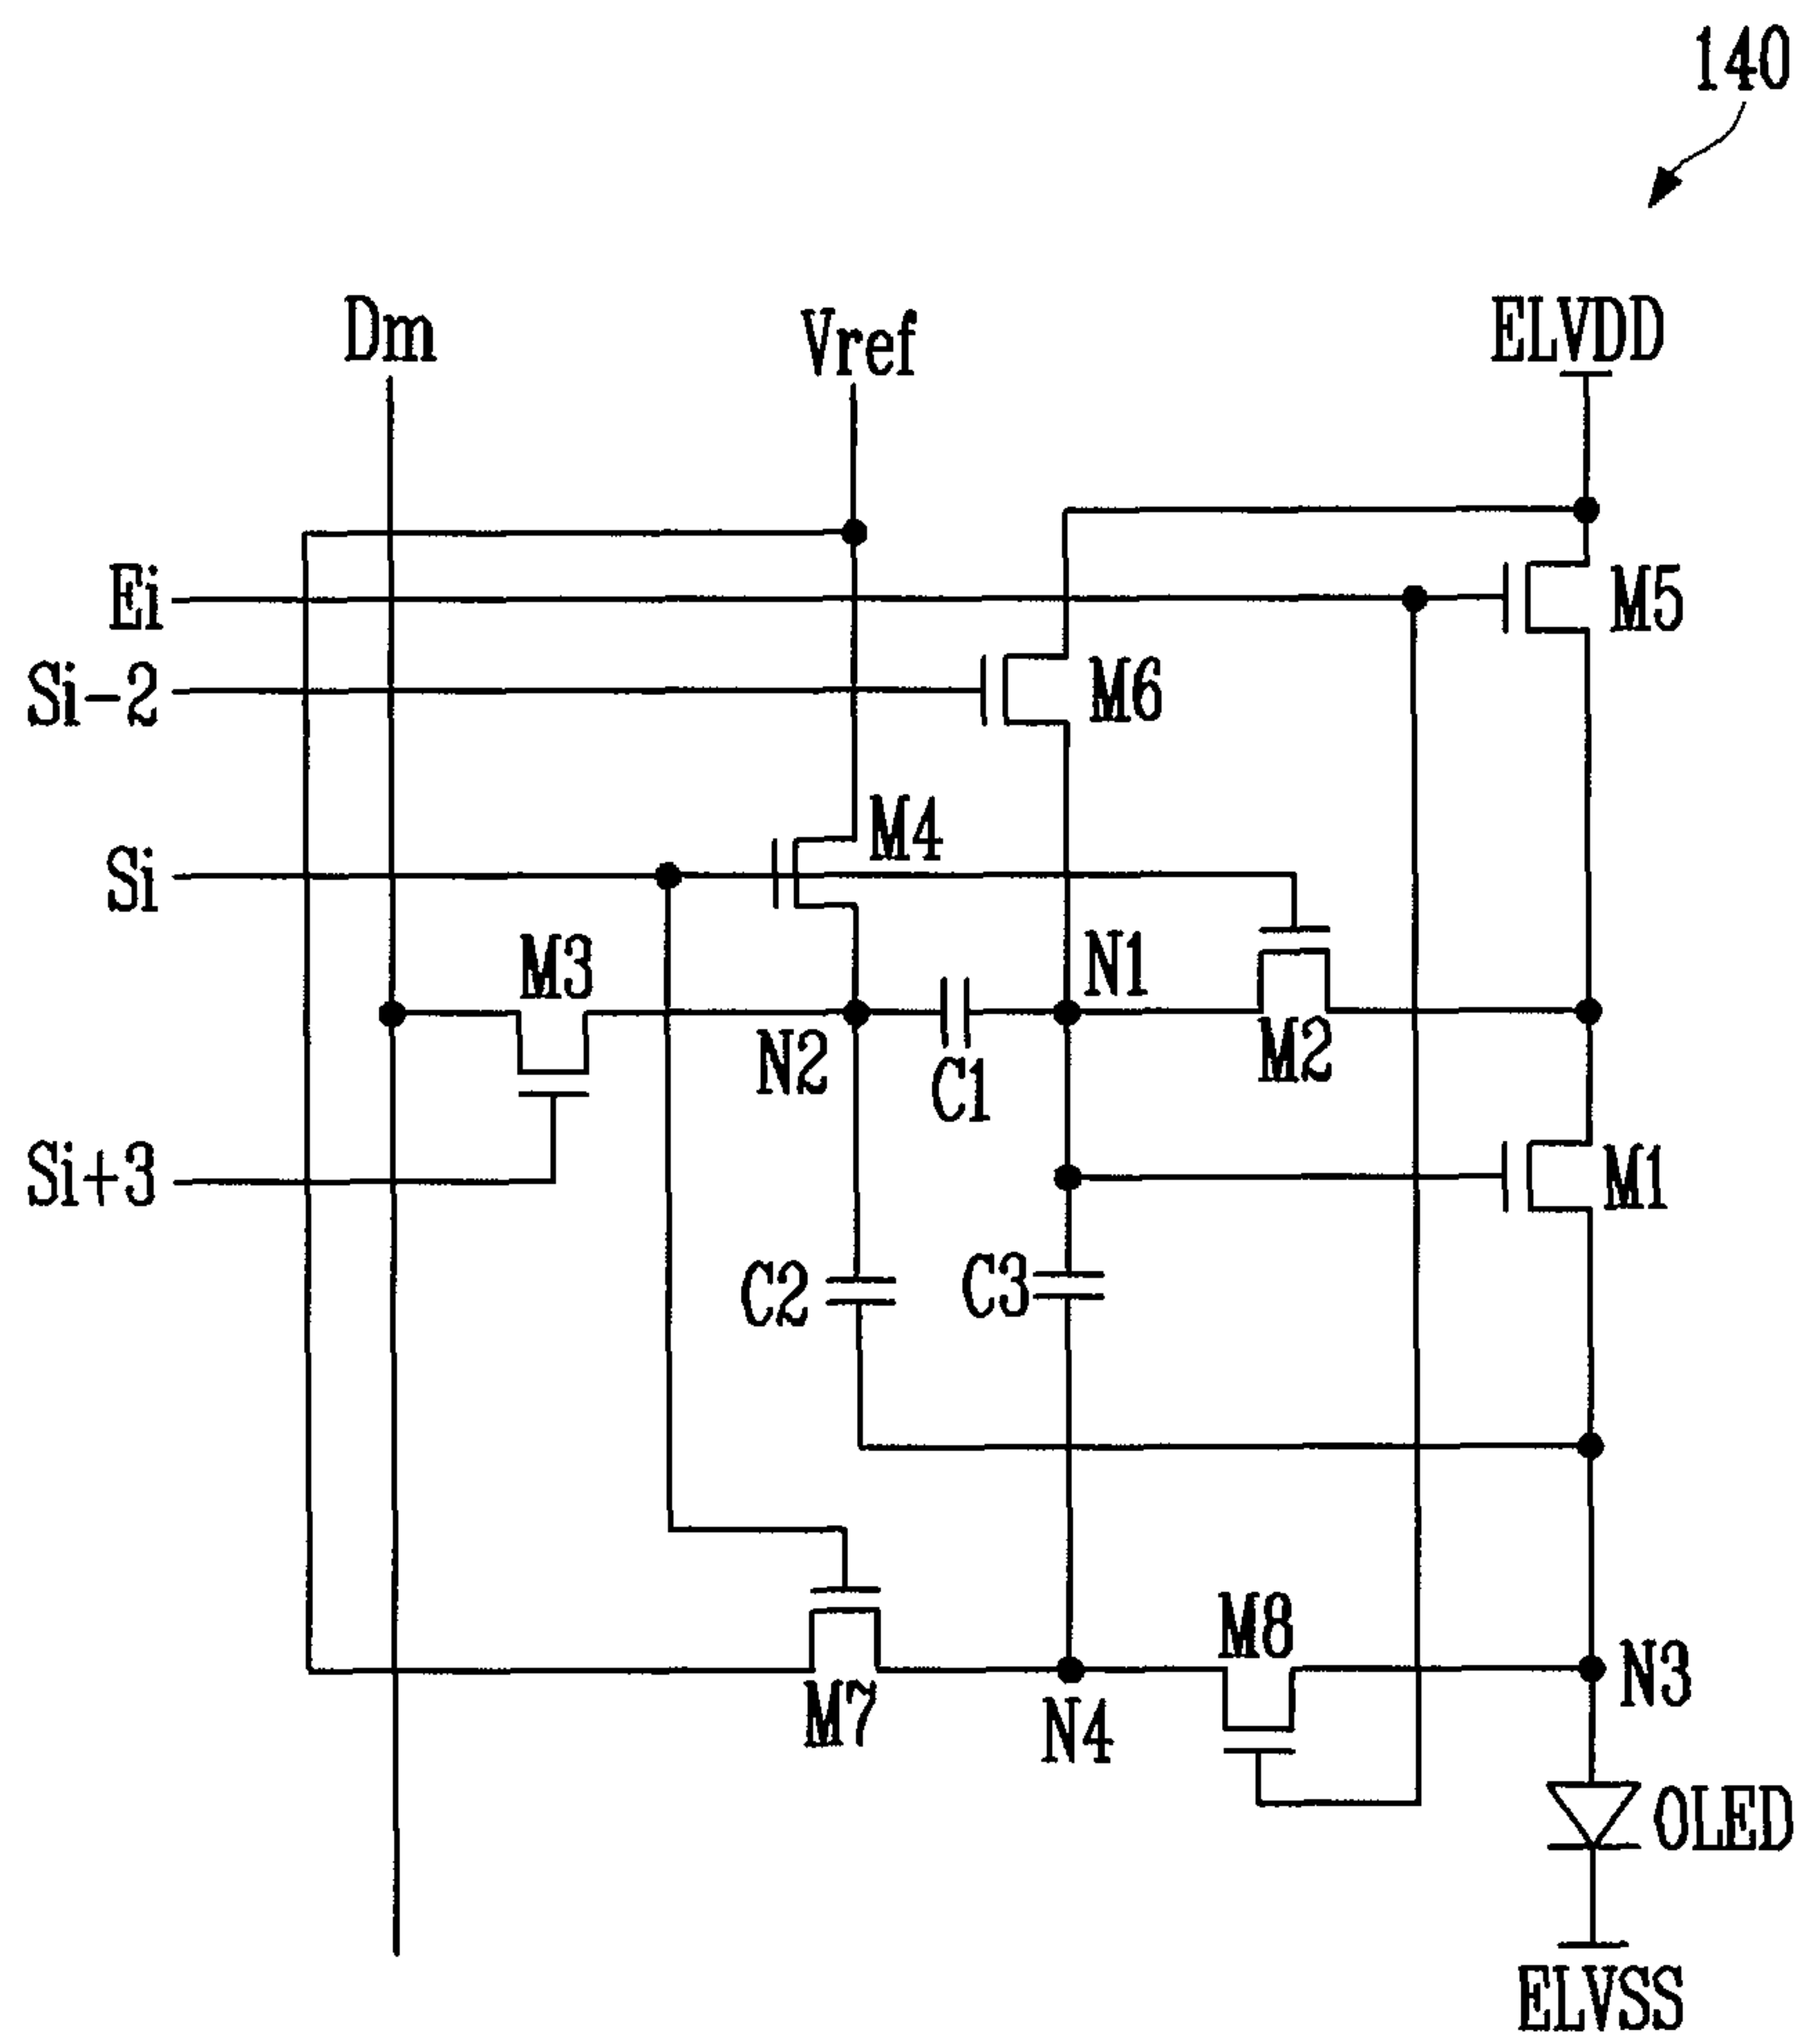 140
Dm
Vref
ELVDD
Ei
M5
Si-2
M6
M4
Si
M3
N1
N2
C1
M2
Si+3
M1
C2
C3
M8
N3
M7
N4
OLED
ELVSS